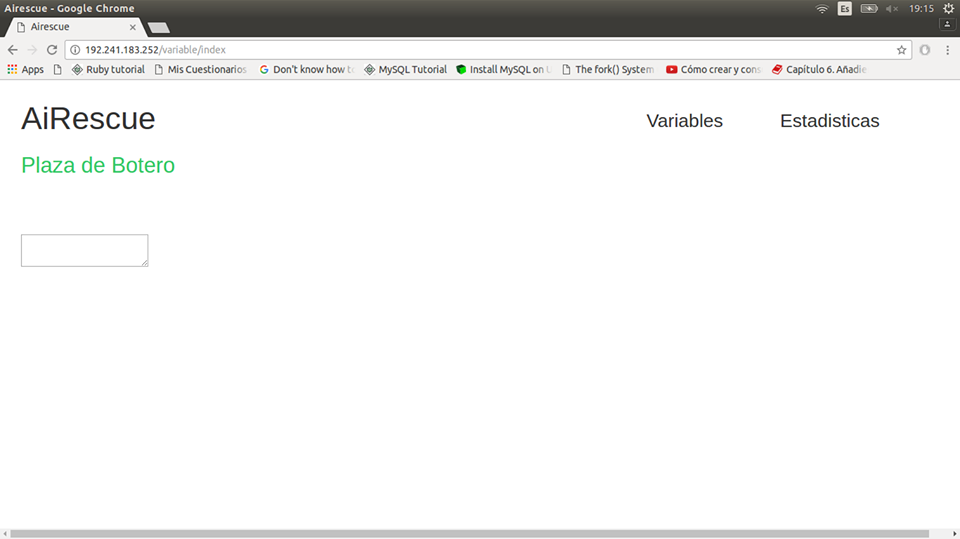 Airescue - Google Chrome
Es
19:15
Airescue
192.241.183.252/variable/index
Apps
Ruby tutorial
Mis Cuestionarios
Don't know how t
MySQL Tutorial
Install MySQL on U
The fork() System
Cómo crear y cons
Capítulo 6. Añadie
AiRescue
Variables
Estadisticas
Plaza de Botero